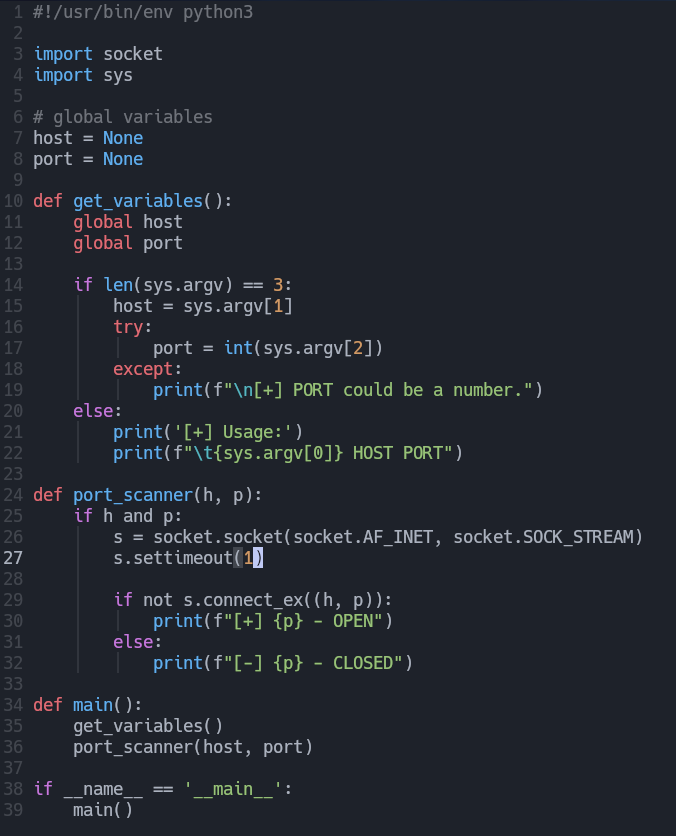 1 #!/usr/bin/env python3
2
3 import socket
4 import sys
5
6 # global variables
7 host = None
8 port = None
9
10 def get_variables():
11     global host
12     global port
13
14     if len(sys.argv) == 3:
15         host = sys.argv[1]
16         try:
17             port = int(sys.argv[2])
18         except:
19             print(f"\n[+] PORT could be a number.")
20     else:
21         print('[+] Usage:')
22         print(f"\t{sys.argv[0]} HOST PORT")
23
24 def port_scanner(h, p):
25     if h and p:
26         s = socket.socket(socket.AF_INET, socket.SOCK_STREAM)
27         s.settimeout(1)
28
29         if not s.connect_ex((h, p)):
30             print(f"[+] {p} - OPEN")
31         else:
32             print(f"[-] {p} - CLOSED")
33
34 def main():
35     get_variables()
36     port_scanner(host, port)
37
38 if __name__ == '__main__':
39     main()